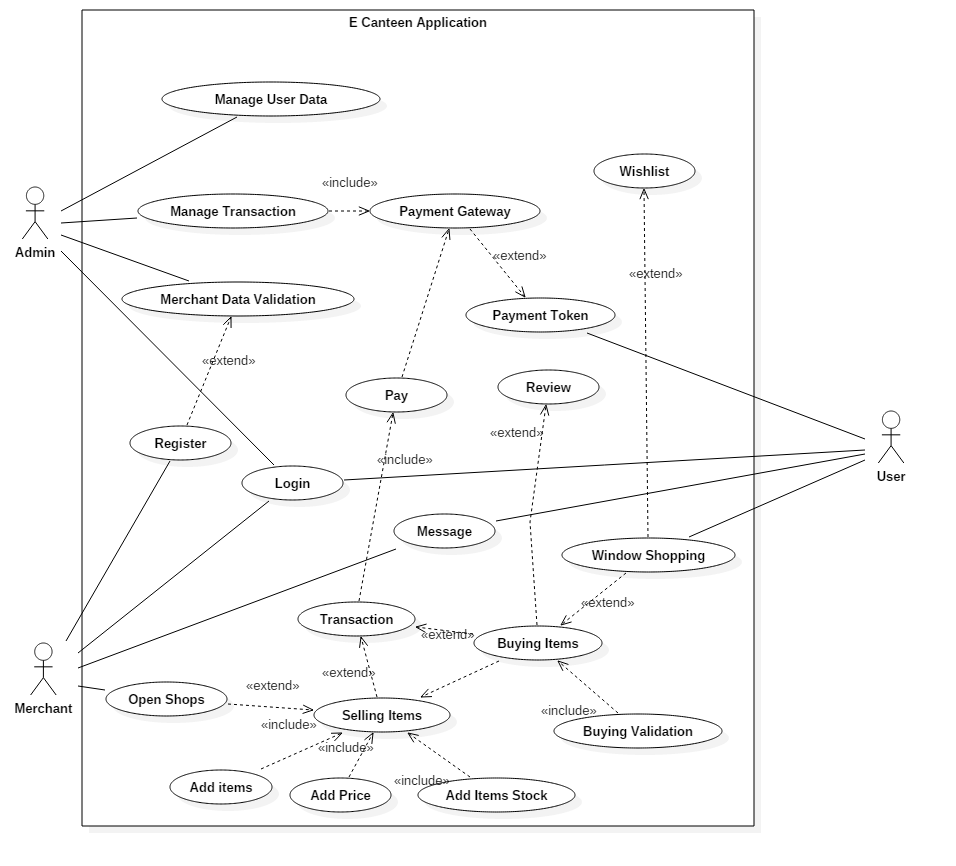 E Canteen Application
Manage User Data
Wishlist
«include»
Manage Transaction
Payment Gateway
Admin
«extend»
«extend»
Merchant Data Validation
Payment Token
«extend»
Review
Pay
«extend»
Register
«include»
User
Login
Message
Window Shopping
«extend»
Transaction
«extend»
Buying Items
«extend»
«extend»
Open Shops
Merchant
«include»
«include»
Selling Items
Buying Validation
«include»
«include»
Add items
Add Price
Add Items Stock